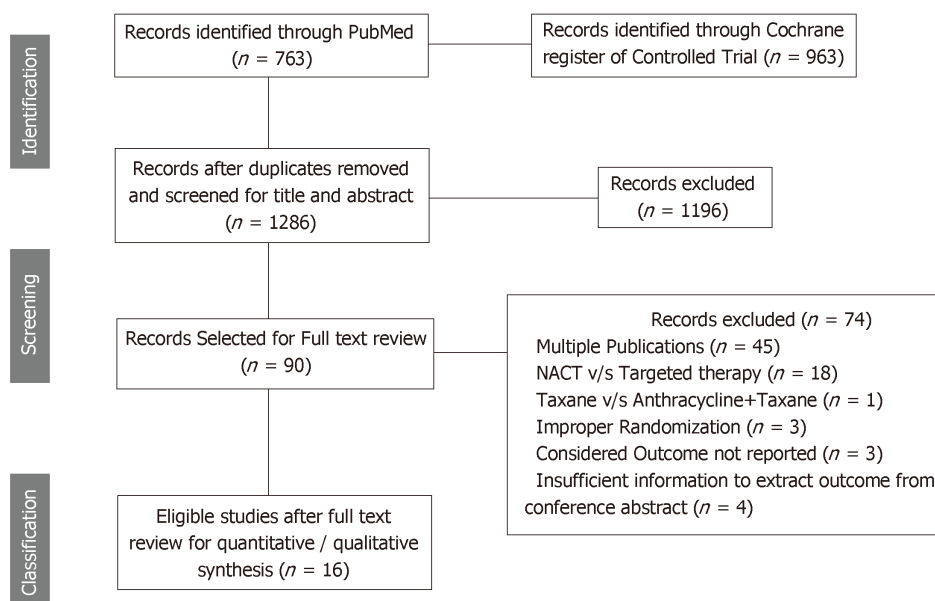 Identification
Records identified through PubMed
(n = 763)
Records identified through Cochrane
register of Controlled Trial (n = 963)
Records after duplicates removed
and screened for title and abstract
(n = 1286)
Records excluded
(n = 1196)
Screening
Records Selected for Full text review
(n = 90)
Records excluded (n = 74)
Multiple Publications (n = 45)
NACT v/s Targeted therapy (n = 18)
Taxane v/s Anthracycline+Taxane (n = 1)
Improper Randomization (n = 3)
Considered Outcome not reported (n = 3)
Insufficient information to extract outcome from
conference abstract (n = 4)
Classification
Eligible studies after full text
review for quantitative / qualitative
synthesis (n = 16)